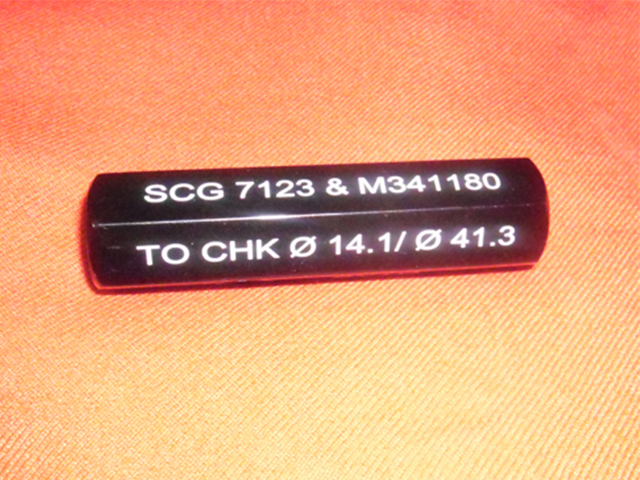 SCG 7123 & M341180
TO CHK Ø 14.1/ Ø 41.3